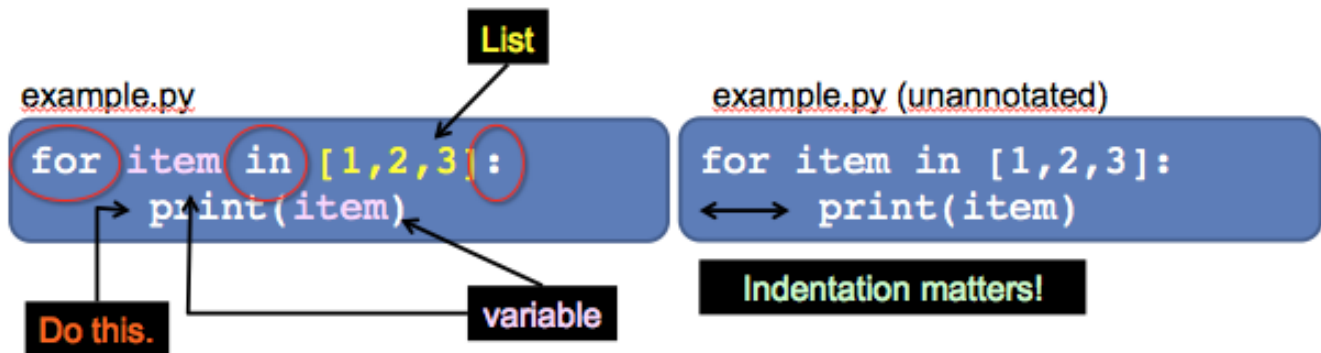 List
example.py
for item in [1,2,3]:
print(item)
Do this.
variable
example.py (unannotated)
for item in [1,2,3]:
print(item)
Indentation matters!